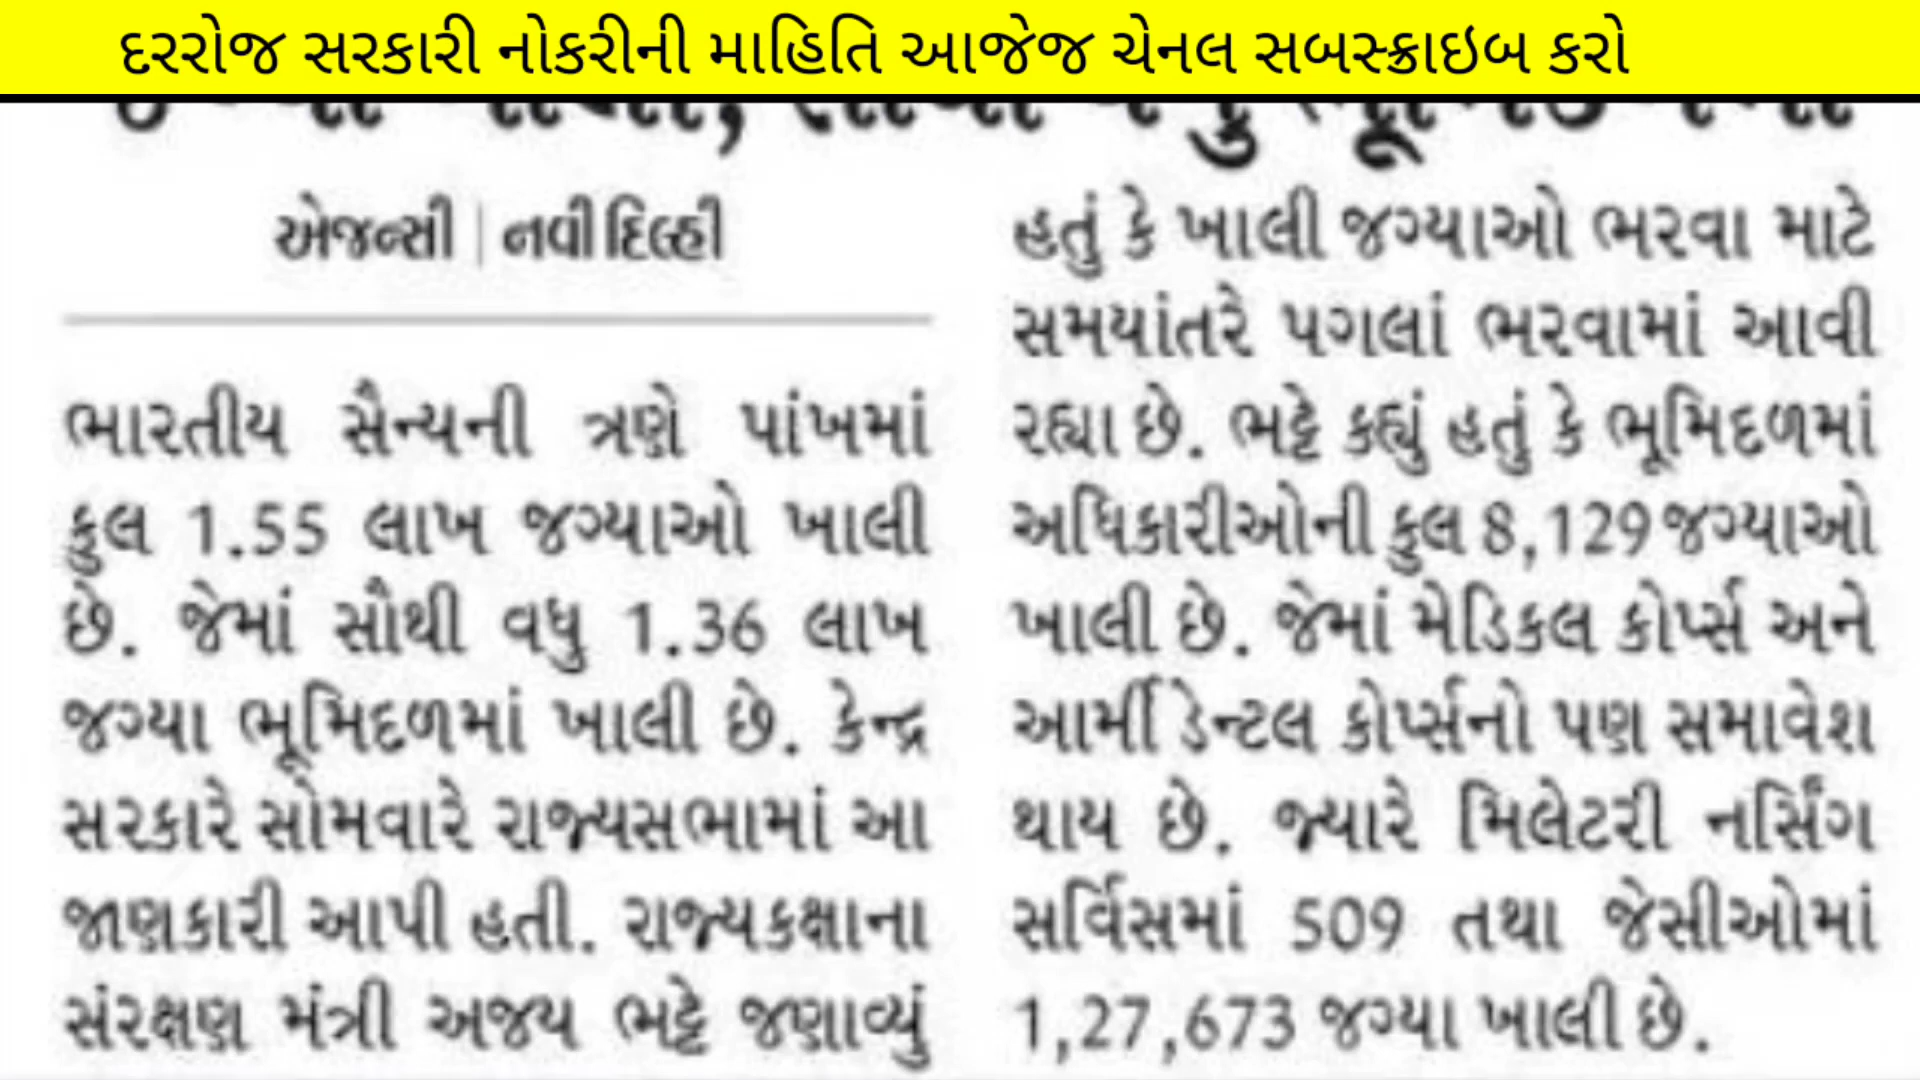 દરરોજ સરકારી નોકરીની માહિતિ આજેજ ચેનલ સબસ્ક્રાઇબ કરો
એજન્સી | નવી દિલ્હી
ભારતીય સૈન્યની ત્રણે પાંખમાં
કુલ 1.55 લાખ જગ્યાઓ ખાલી
છે. જેમાં સૌથી વધુ 1.36 લાખ
જગ્યા ભૂમિદળમાં ખાલી છે. કેન્દ્ર
સરકારે સોમવારે રાજ્યસભામાં આ
જાણકારી આપી હતી. રાજ્યકક્ષાના
સંરક્ષણ મંત્રી અજય ભટ્ટે જણાવ્યું
હતું કે ખાલી જગ્યાઓ ભરવા માટે
સમયાંતરે પગલાં ભરવામાં આવી
રહ્યા છે. ભટ્ટે કહ્યું હતું કે ભૂમિદળમાં
અધિકારીઓની કુલ 8,129 જગ્યાઓ
ખાલી છે. જેમાં મેડિકલ કોર્પ્સ અને
આર્મી ડેન્ટલ કોર્પ્સનો પણ સમાવેશ
થાય છે. જ્યારે મિલેટરી નર્સિંગ
સર્વિસમાં 509 તથા જેસીઓમાં
1,27,673 જગ્યા ખાલી છે.